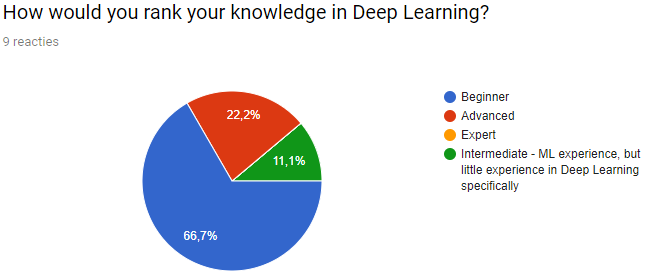 How would you rank your knowledge in Deep Learning?
9 reacties
22,2%
11,1%
66,7%
Beginner
Advanced
Expert
Intermediate - ML experience, but
little experience in Deep Learning
specifically